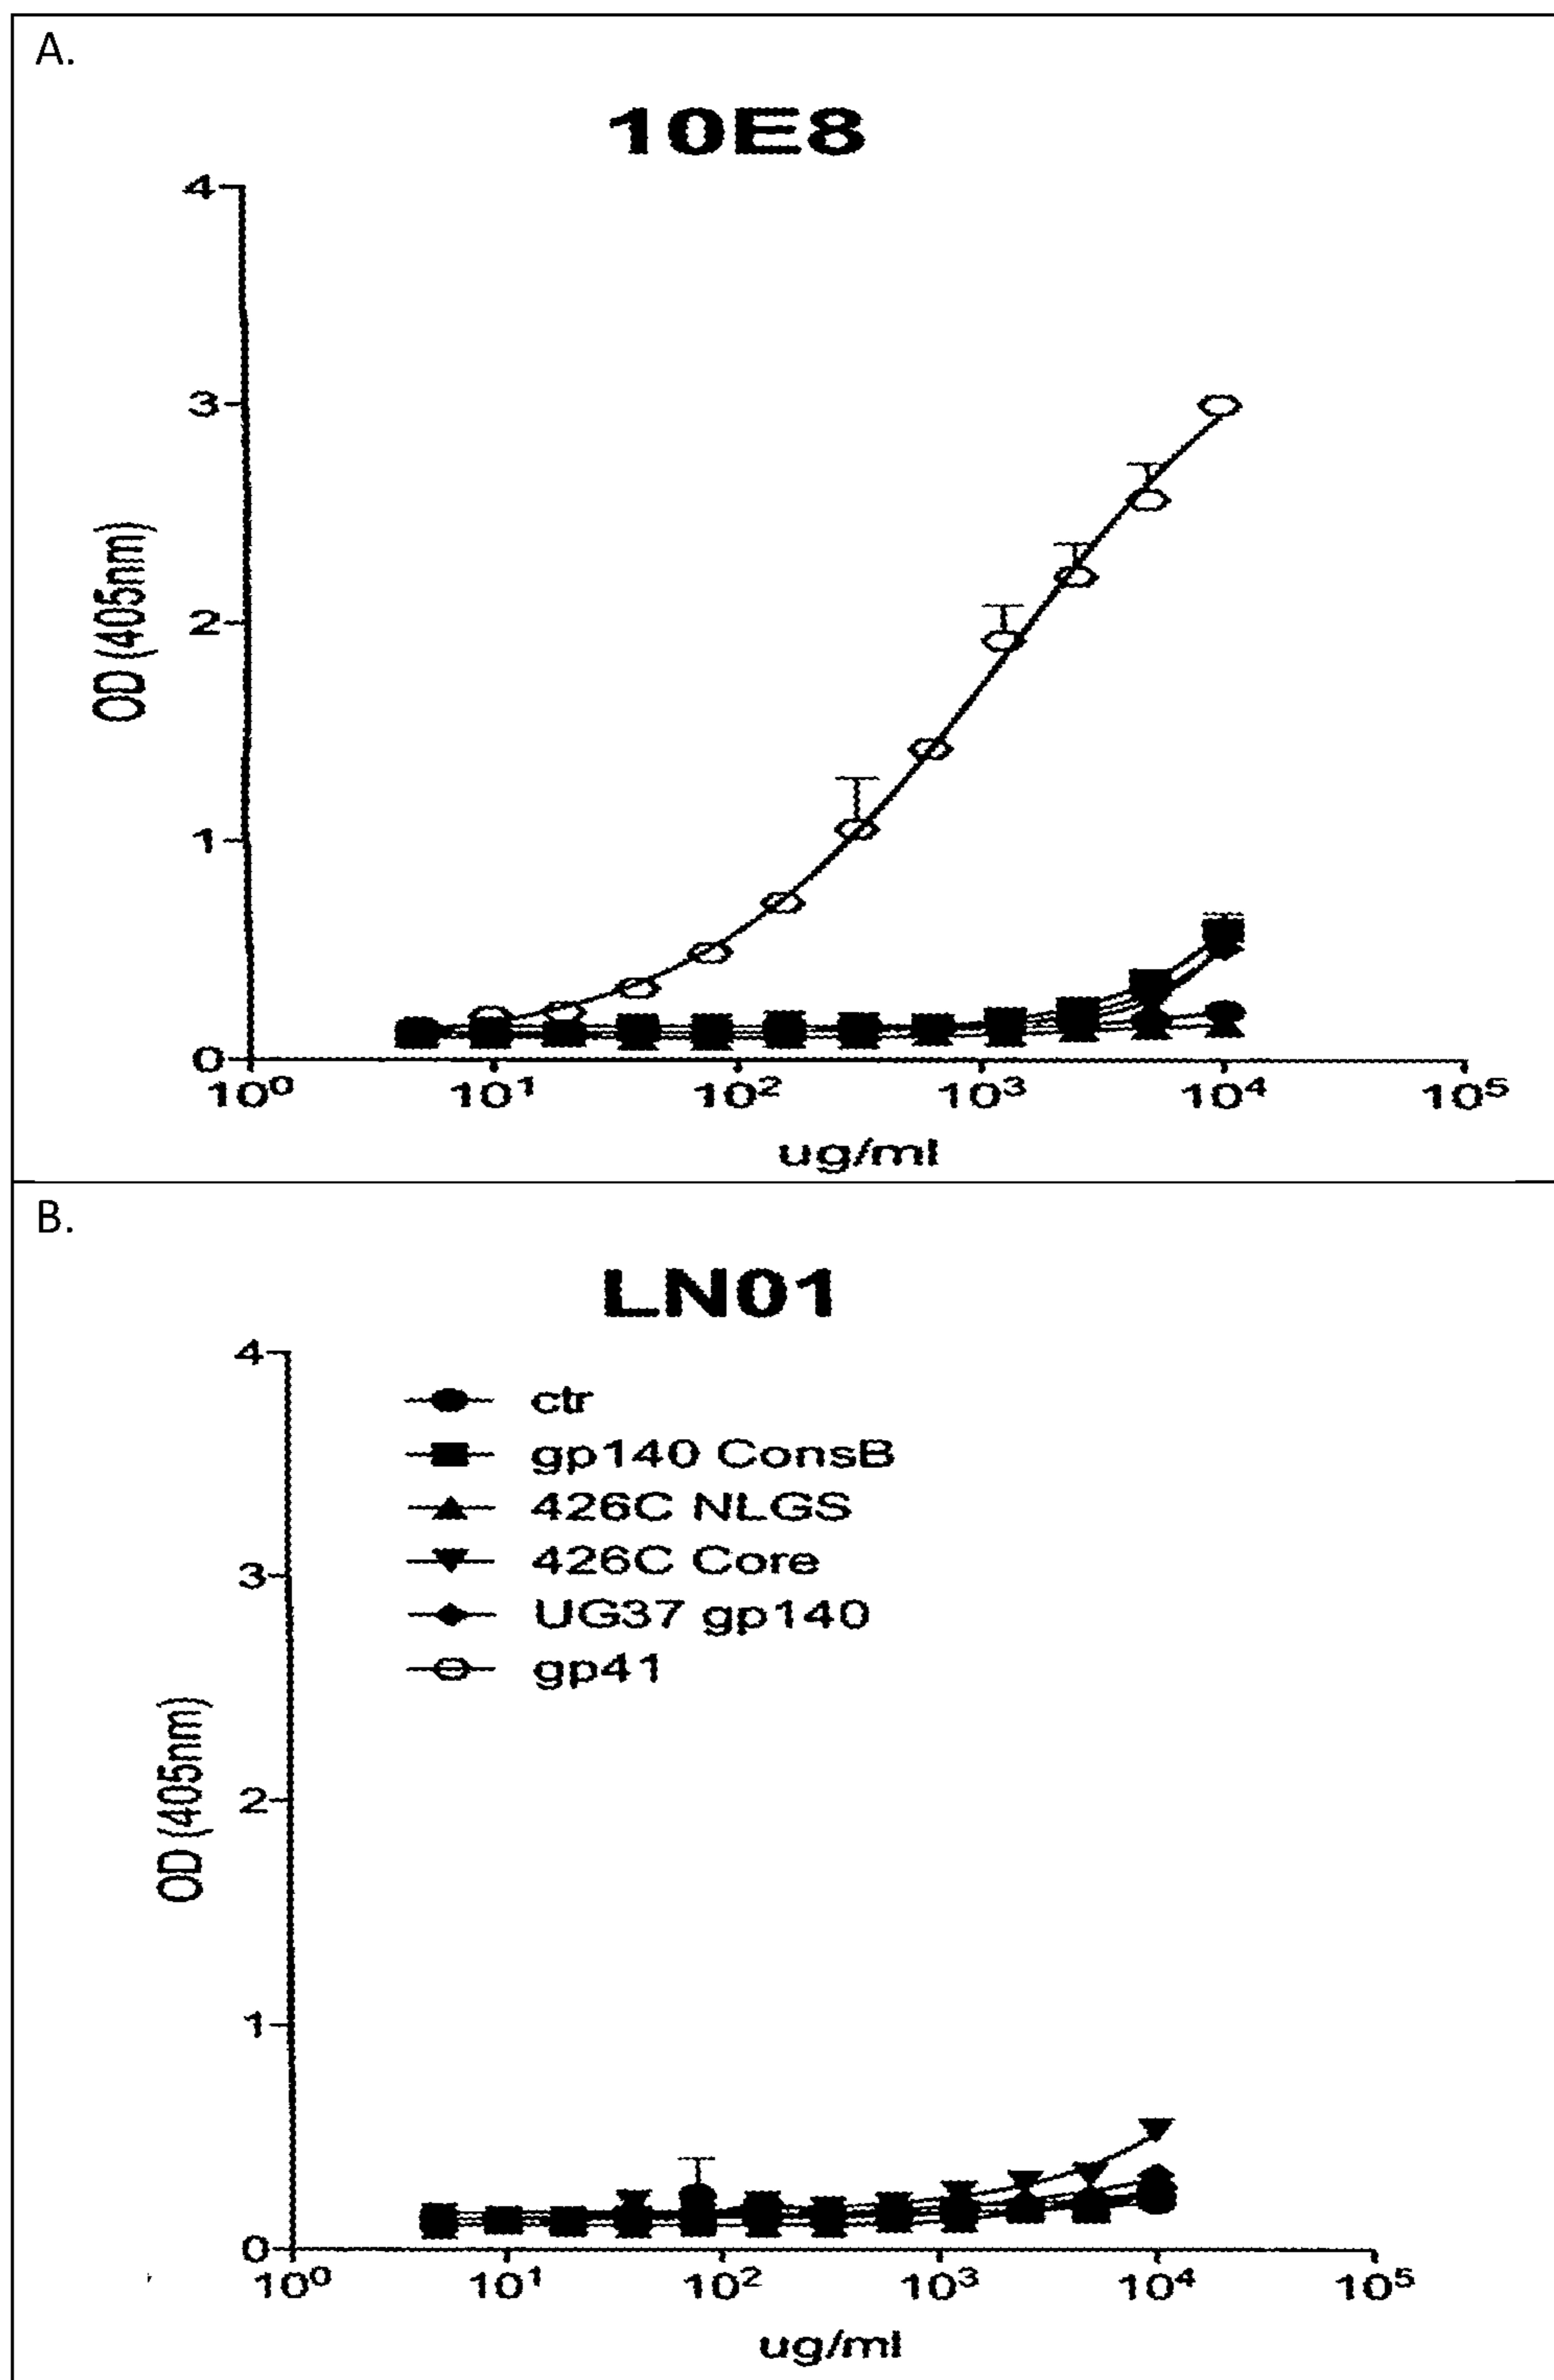 A.
10E8
4
3
2
1
0
OD (405nm)
10⁰ 10¹ 10² 10³ 10⁴ 10⁵
ug/ml
B.
LN01
4
3
2
1
0
OD (405nm)
ctr
gp140 ConsB
426C NLGS
426C Core
UG37 gp140
gp41
10⁰ 10¹ 10² 10³ 10⁴ 10⁵
ug/ml